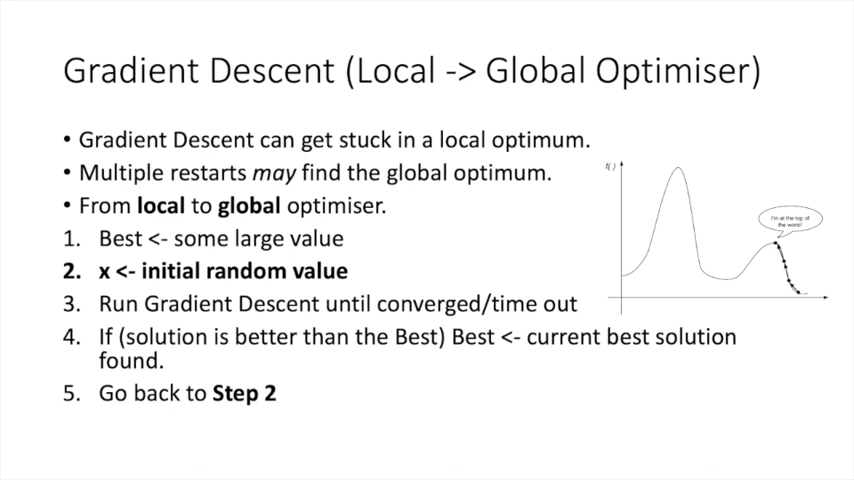 Gradient Descent (Local -> Global Optimiser)
• Gradient Descent can get stuck in a local optimum.
• Multiple restarts may find the global optimum.
• From local to global optimiser.
1. Best <- some large value
2. x <- initial random value
3. Run Gradient Descent until converged/time out
4. If (solution is better than the Best) Best <- current best solution
found.
5. Go back to Step 2
f( )
I'm at the top of
the world!